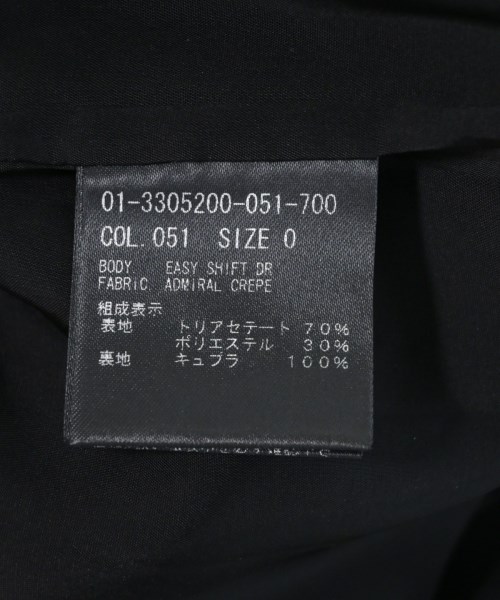 01-3305200-051-700
COL.051 SIZE 0
BODY EASY SHIFT DR
FABRIC ADMIRAL CREPE
組成表示
表地 トリアセテート 70%
ポリエステル 30%
裏地 キュプラ 100%